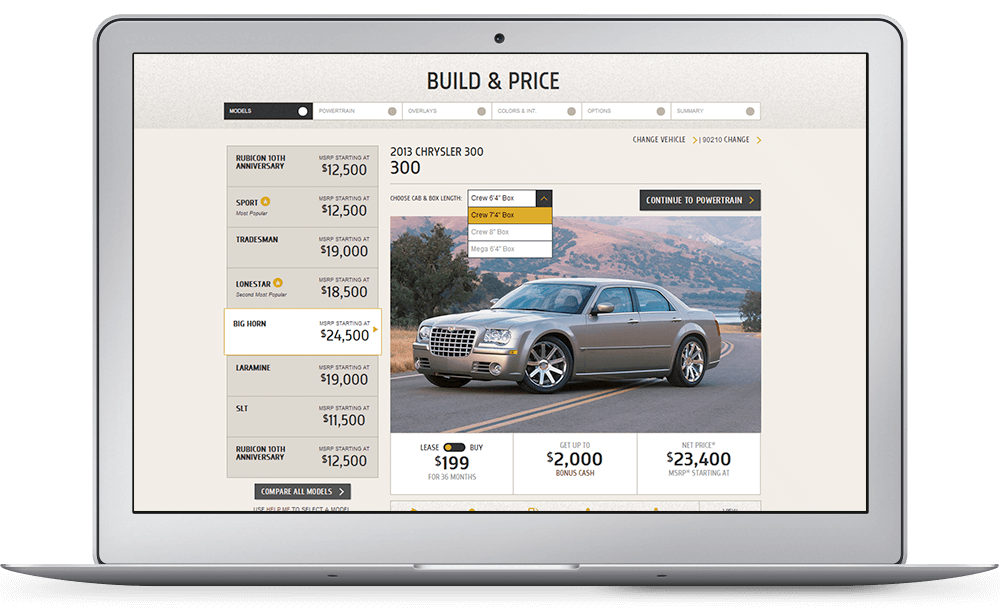 BUILD & PRICE
MODELS
POWERTRAIN
OVERLAYS
COLORS & INT.
OPTIONS
SUMMARY
CHANGE VEHICLE
| 90210 CHANGE
2013 CHRYSLER 300
300
RUBICON 10TH
ANNIVERSARY
MSRP STARTING AT
$12,500
SPORT
Most Popular
MSRP STARTING AT
$12,500
TRADESMAN
MSRP STARTING AT
$19,000
LONESTAR
Second Most Popular
MSRP STARTING AT
$18,500
BIG HORN
MSRP STARTING AT
$24,500
LARAMINE
MSRP STARTING AT
$19,000
SLT
MSRP STARTING AT
$11,500
RUBICON 10TH
ANNIVERSARY
MSRP STARTING AT
$12,500
COMPARE ALL MODELS
USE HELP ME TO SELECT A MODEL
CHOOSE CAB & BOX LENGTH:
Crew 6'4" Box
Crew 7'4" Box
Crew 8" Box
Mega 6'4" Box
CONTINUE TO POWERTRAIN
LEASE
BUY
$199
FOR 36 MONTHS
GET UP TO
$2,000
BONUS CASH
NET PRICE*
$23,400
MSRP* STARTING AT
VIEW